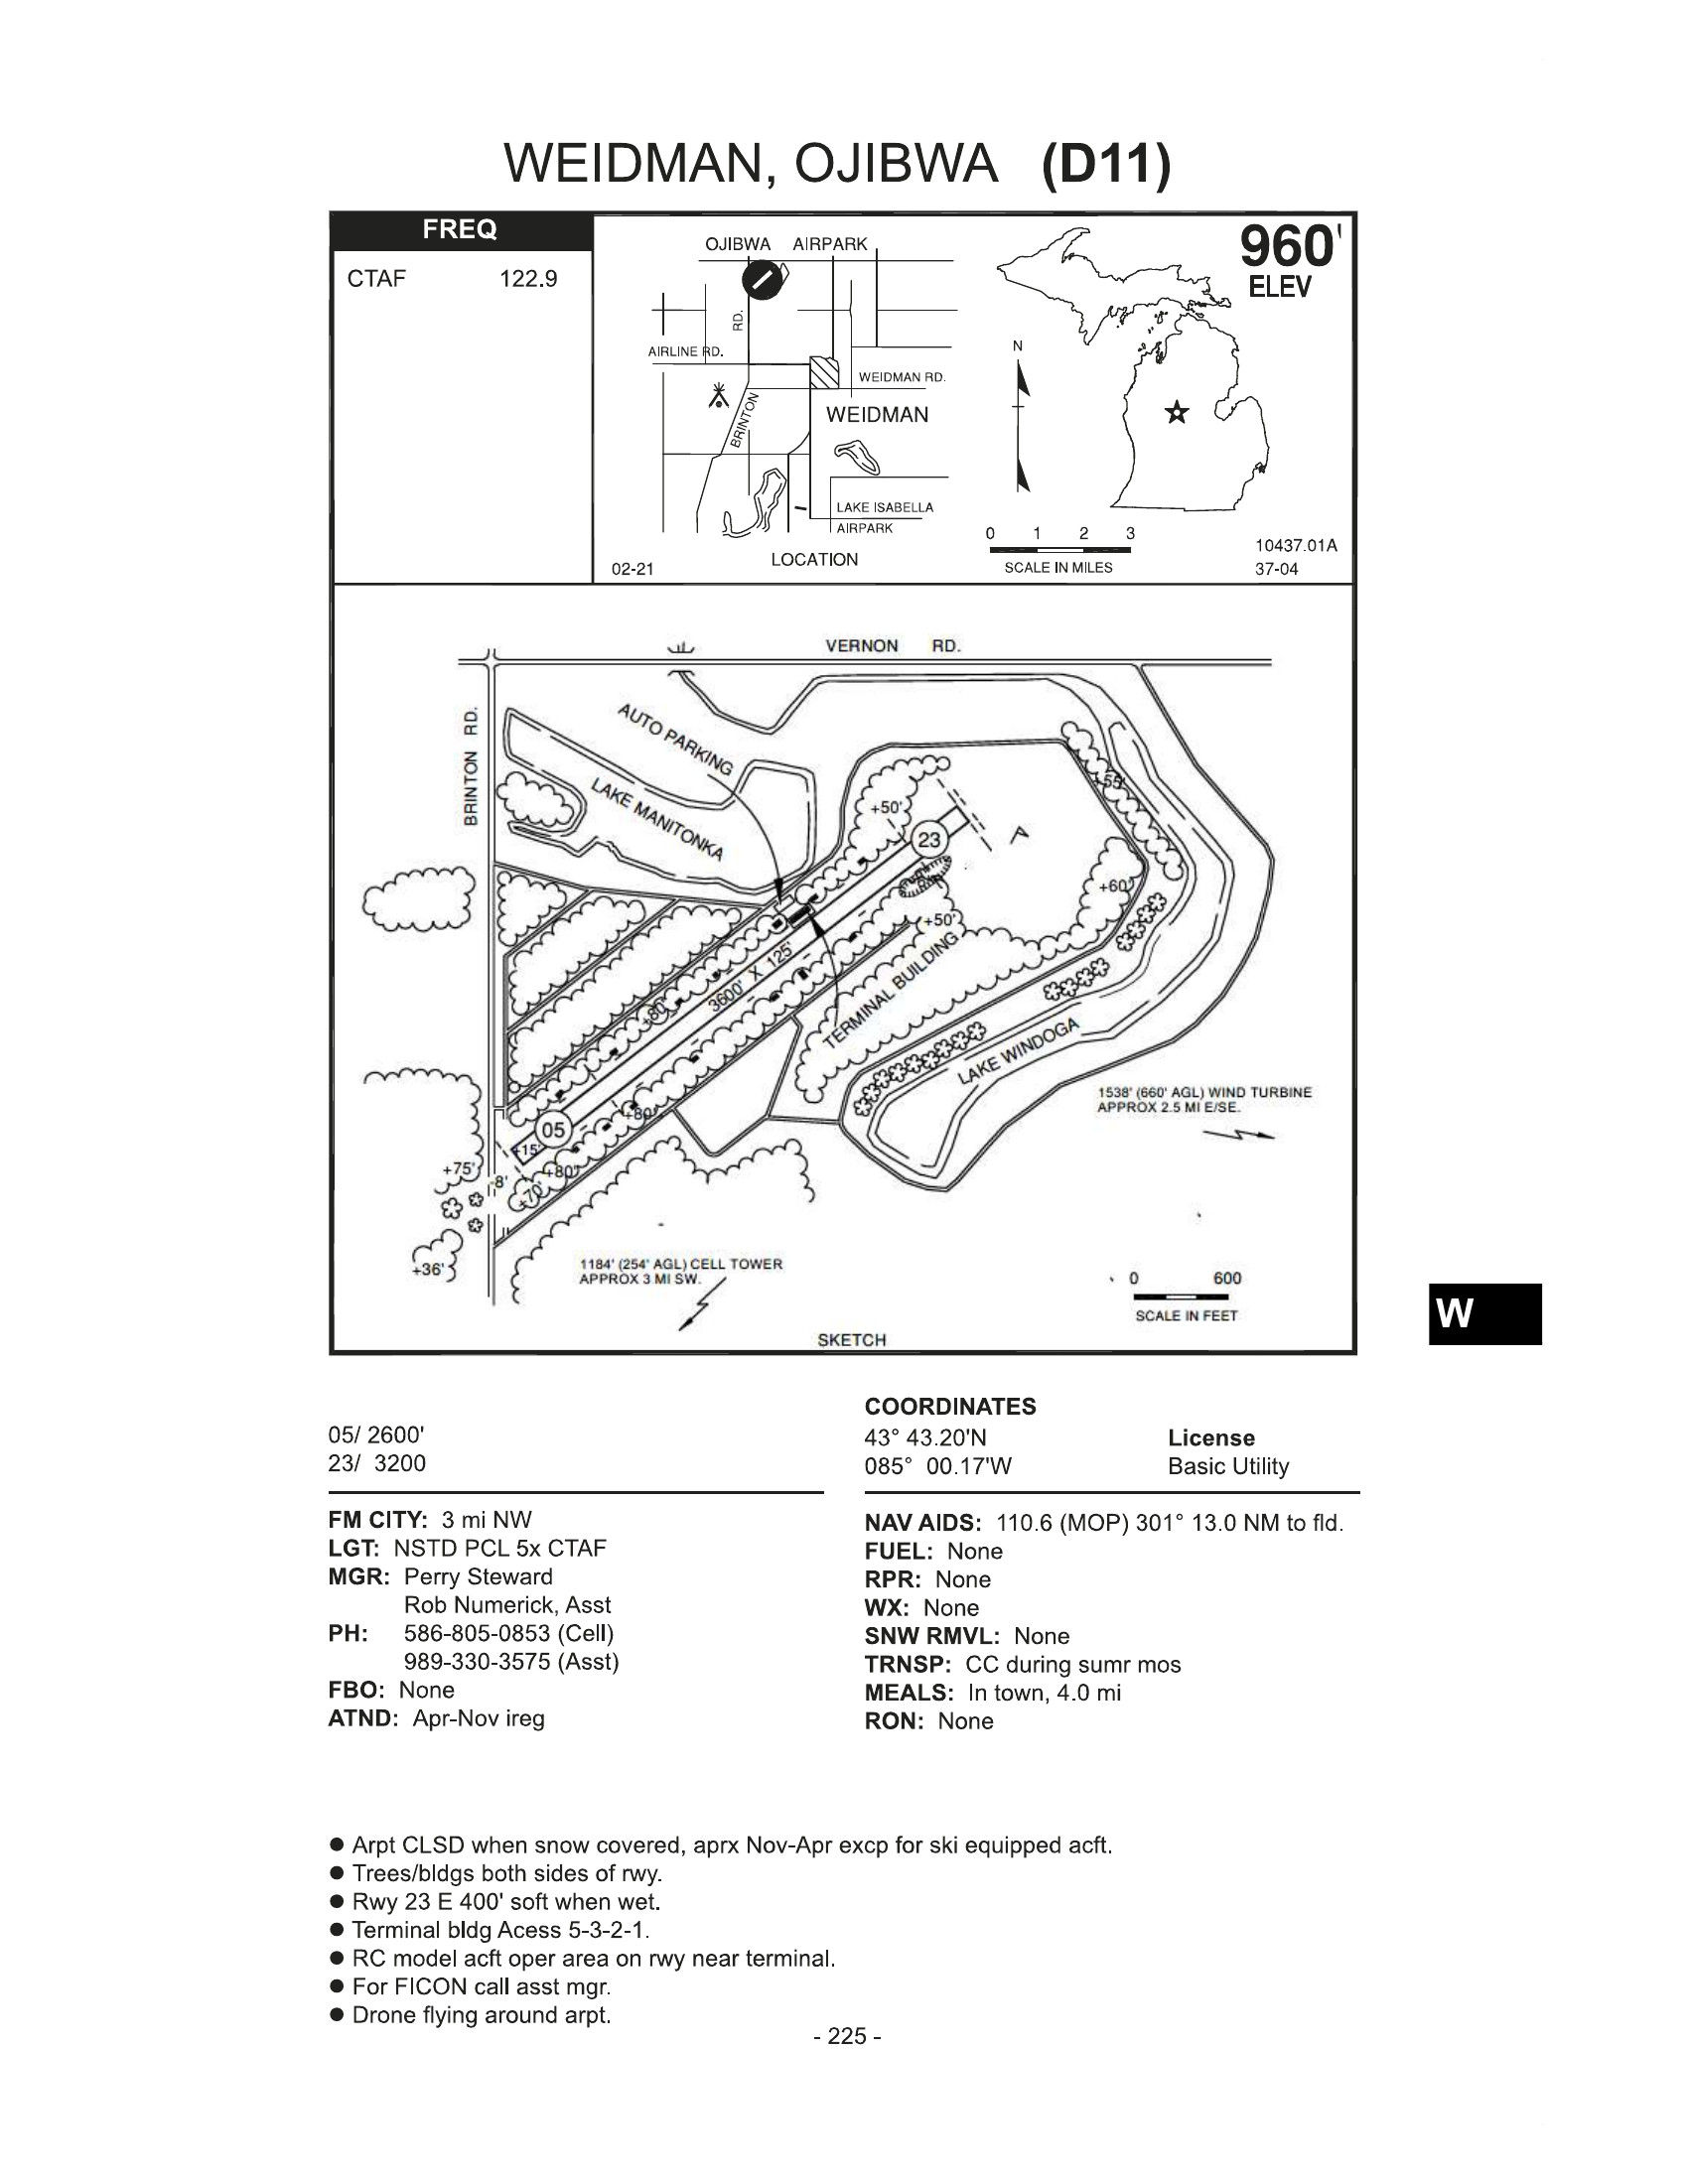 WEIDMAN, OJIBWA (D11)
FREQ
CTAF 122.9
OJIBWA AIRPARK
RD.
AIRLINE RD.
WEIDMAN RD.
BRINTON
WEIDMAN
LAKE ISABELLA
AIRPARK
LOCATION
02-21
960'
ELEV
N
0 1 2 3
SCALE IN MILES
10437.01A
37-04
VERNON RD.
BRINTON RD.
AUTO PARKING
LAKE MANITONKA
+50'
23
+55'
+60'
+50'
3600' X 125'
+80'
TERMINAL BUILDING
LAKE WINDOGA
+80'
05
+15'
+75'
-8'
+80'
+70'
+36'
1538' (660' AGL) WIND TURBINE
APPROX 2.5 MI E/SE.
1184' (254' AGL) CELL TOWER
APPROX 3 MI SW.
0 600
SCALE IN FEET
SKETCH
W
05/ 2600'
23/ 3200
COORDINATES
43° 43.20'N
085° 00.17'W
License
Basic Utility
FM CITY: 3 mi NW
LGT: NSTD PCL 5x CTAF
MGR: Perry Steward
Rob Numerick, Asst
PH: 586-805-0853 (Cell)
989-330-3575 (Asst)
FBO: None
ATND: Apr-Nov ireg
NAV AIDS: 110.6 (MOP) 301° 13.0 NM to fld.
FUEL: None
RPR: None
WX: None
SNW RMVL: None
TRNSP: CC during sumr mos
MEALS: In town, 4.0 mi
RON: None
● Arpt CLSD when snow covered, aprx Nov-Apr excp for ski equipped acft.
● Trees/bldgs both sides of rwy.
● Rwy 23 E 400' soft when wet.
● Terminal bldg Acess 5-3-2-1.
● RC model acft oper area on rwy near terminal.
● For FICON call asst mgr.
● Drone flying around arpt.
- 225 -